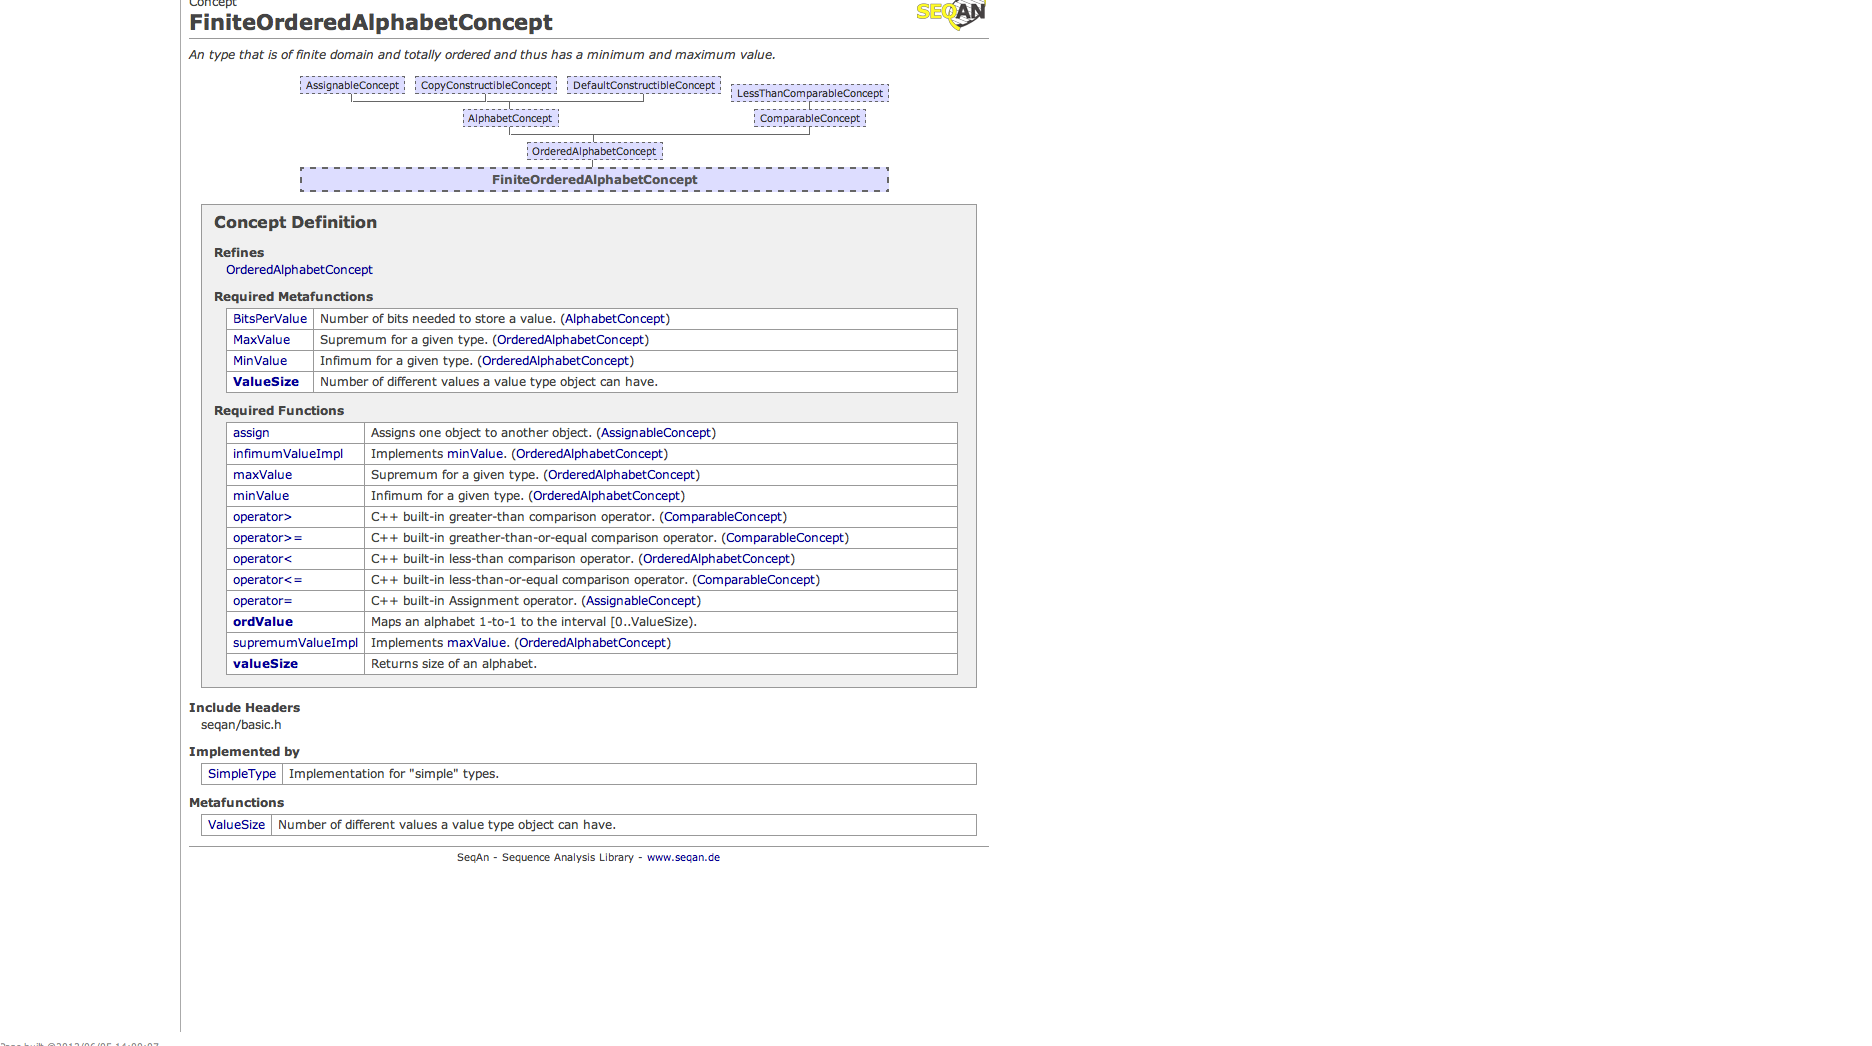 Concept
FiniteOrderedAlphabetConcept
SEQAN
An type that is of finite domain and totally ordered and thus has a minimum and maximum value.
AssignableConcept CopyConstructibleConcept DefaultConstructibleConcept LessThanComparableConcept
AlphabetConcept ComparableConcept
OrderedAlphabetConcept
FiniteOrderedAlphabetConcept
Concept Definition
Refines
OrderedAlphabetConcept
Required Metafunctions
BitsPerValue Number of bits needed to store a value. (AlphabetConcept)
MaxValue Supremum for a given type. (OrderedAlphabetConcept)
MinValue Infimum for a given type. (OrderedAlphabetConcept)
ValueSize Number of different values a value type object can have.
Required Functions
assign Assigns one object to another object. (AssignableConcept)
infimumValueImpl Implements minValue. (OrderedAlphabetConcept)
maxValue Supremum for a given type. (OrderedAlphabetConcept)
minValue Infimum for a given type. (OrderedAlphabetConcept)
operator> C++ built-in greater-than comparison operator. (ComparableConcept)
operator>= C++ built-in greather-than-or-equal comparison operator. (ComparableConcept)
operator< C++ built-in less-than comparison operator. (OrderedAlphabetConcept)
operator<= C++ built-in less-than-or-equal comparison operator. (ComparableConcept)
operator= C++ built-in Assignment operator. (AssignableConcept)
ordValue Maps an alphabet 1-to-1 to the interval [0..ValueSize).
supremumValueImpl Implements maxValue. (OrderedAlphabetConcept)
valueSize Returns size of an alphabet.
Include Headers
seqan/basic.h
Implemented by
SimpleType Implementation for "simple" types.
Metafunctions
ValueSize Number of different values a value type object can have.
SeqAn - Sequence Analysis Library - www.seqan.de